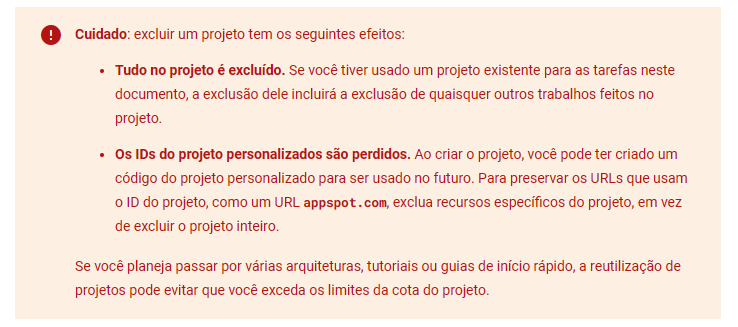 Cuidado: excluir um projeto tem os seguintes efeitos:
• Tudo no projeto é excluído. Se você tiver usado um projeto existente para as tarefas neste
documento, a exclusão dele incluirá a exclusão de quaisquer outros trabalhos feitos no
projeto.
• Os IDs do projeto personalizados são perdidos. Ao criar o projeto, você pode ter criado um
código do projeto personalizado para ser usado no futuro. Para preservar os URLs que usam
o ID do projeto, como um URL appspot.com, exclua recursos específicos do projeto, em vez
de excluir o projeto inteiro.
Se você planeja passar por várias arquiteturas, tutoriais ou guias de início rápido, a reutilização de
projetos pode evitar que você exceda os limites da cota do projeto.